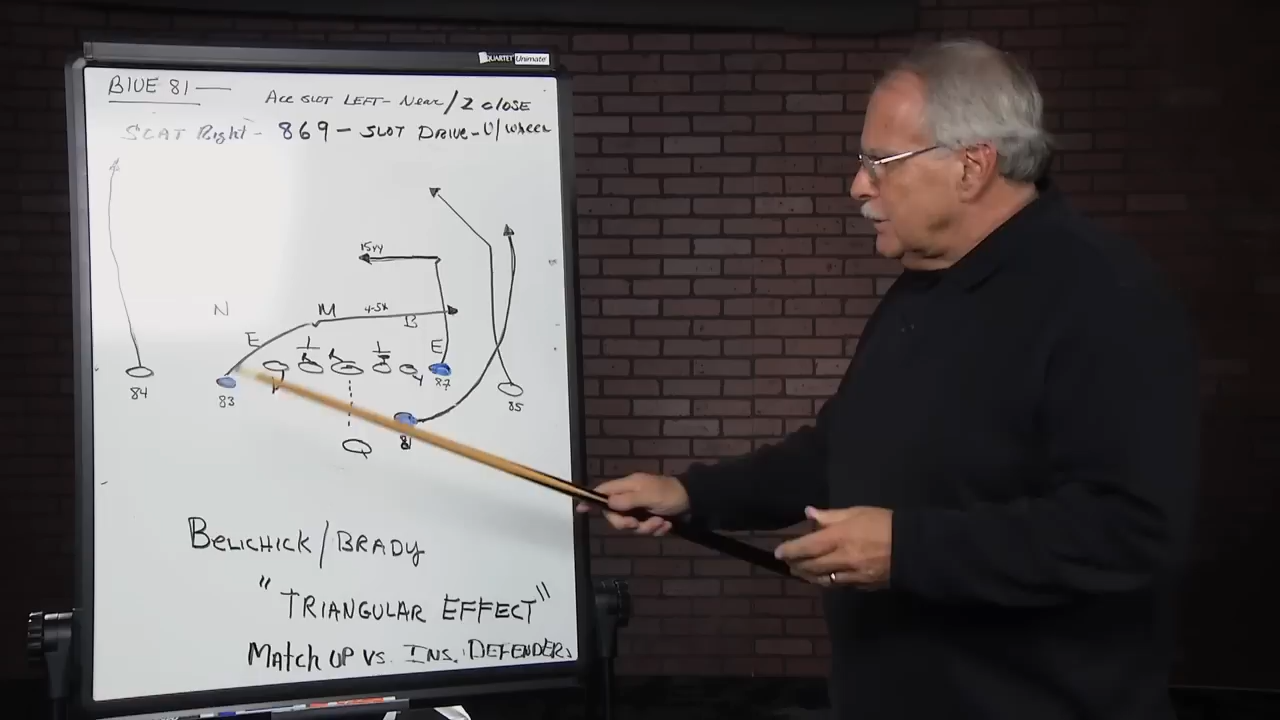 QUARTET Unimate
BlUE 81 —
ACE SLOT LEFT - NEAR / Z CLOSE
SCAT Right - 869 - SLOT DRIVE - U/WHEEL
15yy
N
M
4-5x
B
E
E
84
83
87
85
81
Q
BELICHICK / BRADY
"TRIANGULAR EFFECT"
MATCH UP VS. INS. DEFENDERS